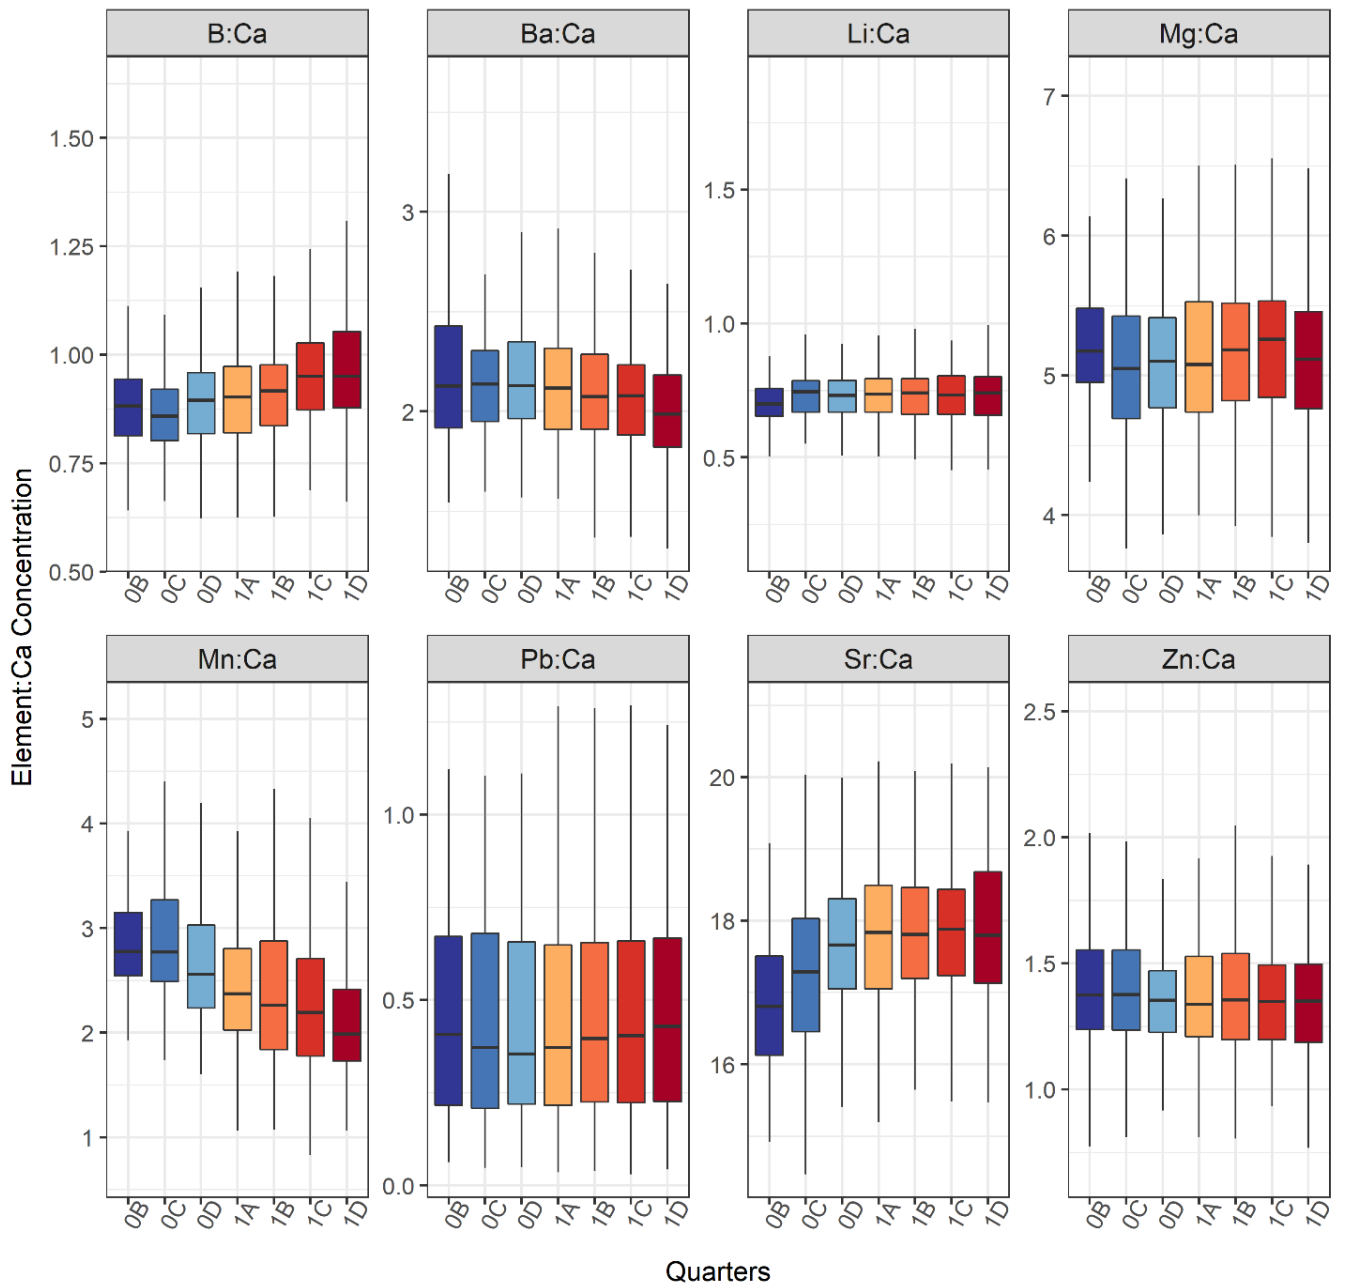 B:Ca Ba:Ca Li:Ca Mg:Ca
1.50
1.25
1.00
0.75
0.50
3
2
1.5
1.0
0.5
7
6
5
4
0B 0C 0D 1A 1B 1C 1D
0B 0C 0D 1A 1B 1C 1D
0B 0C 0D 1A 1B 1C 1D
0B 0C 0D 1A 1B 1C 1D
Element:Ca Concentration
Mn:Ca Pb:Ca Sr:Ca Zn:Ca
5
4
3
2
1
1.0
0.5
0.0
20
18
16
2.5
2.0
1.5
1.0
0B 0C 0D 1A 1B 1C 1D
0B 0C 0D 1A 1B 1C 1D
0B 0C 0D 1A 1B 1C 1D
0B 0C 0D 1A 1B 1C 1D
Quarters